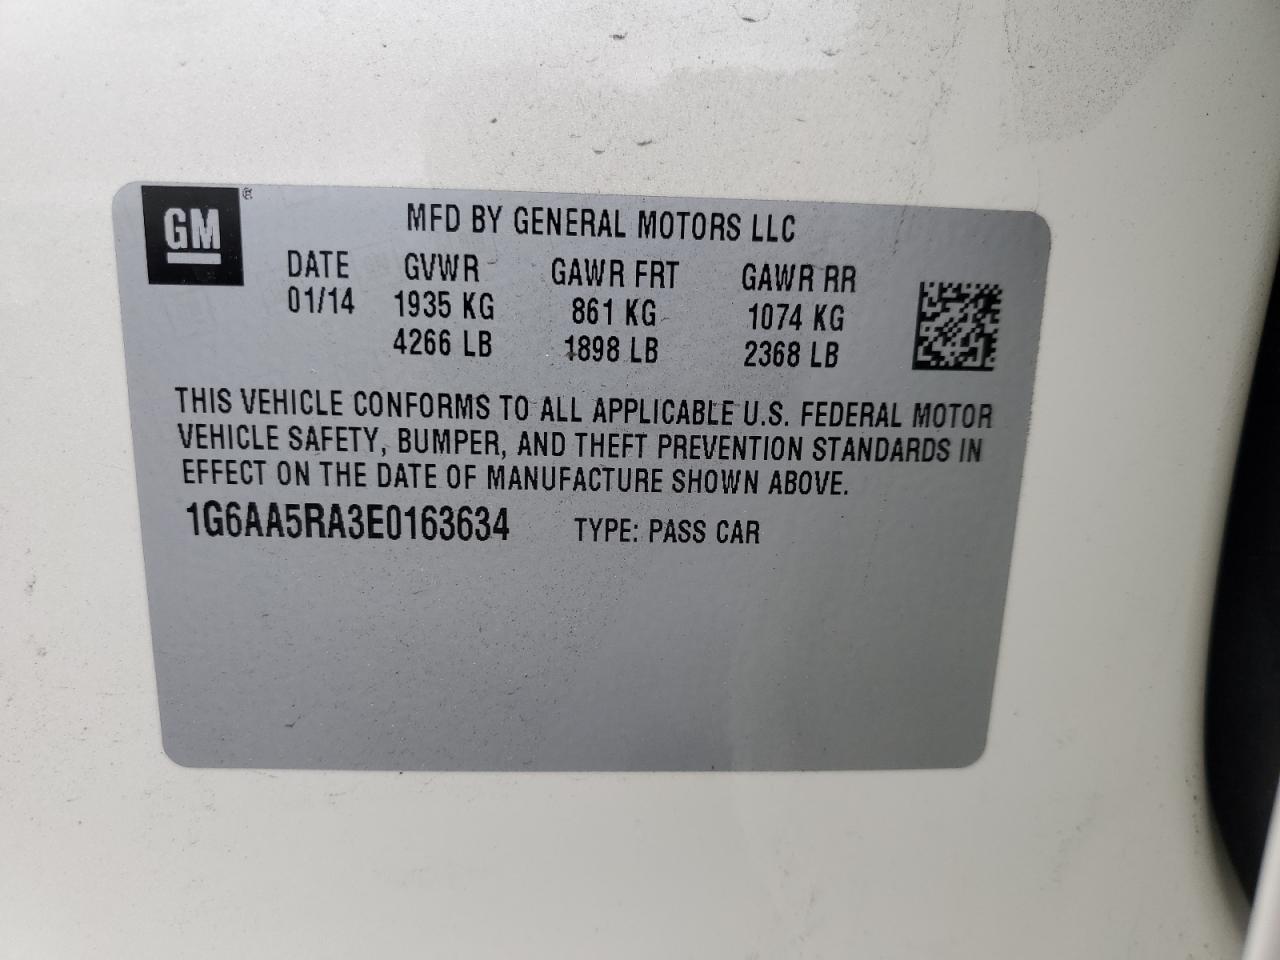 GM®
MFD BY GENERAL MOTORS LLC
DATE GVWR GAWR FRT GAWR RR
01/14 1935 KG 861 KG 1074 KG
4266 LB 1898 LB 2368 LB
THIS VEHICLE CONFORMS TO ALL APPLICABLE U.S. FEDERAL MOTOR
VEHICLE SAFETY, BUMPER, AND THEFT PREVENTION STANDARDS IN
EFFECT ON THE DATE OF MANUFACTURE SHOWN ABOVE.
1G6AA5RA3E0163634 TYPE: PASS CAR